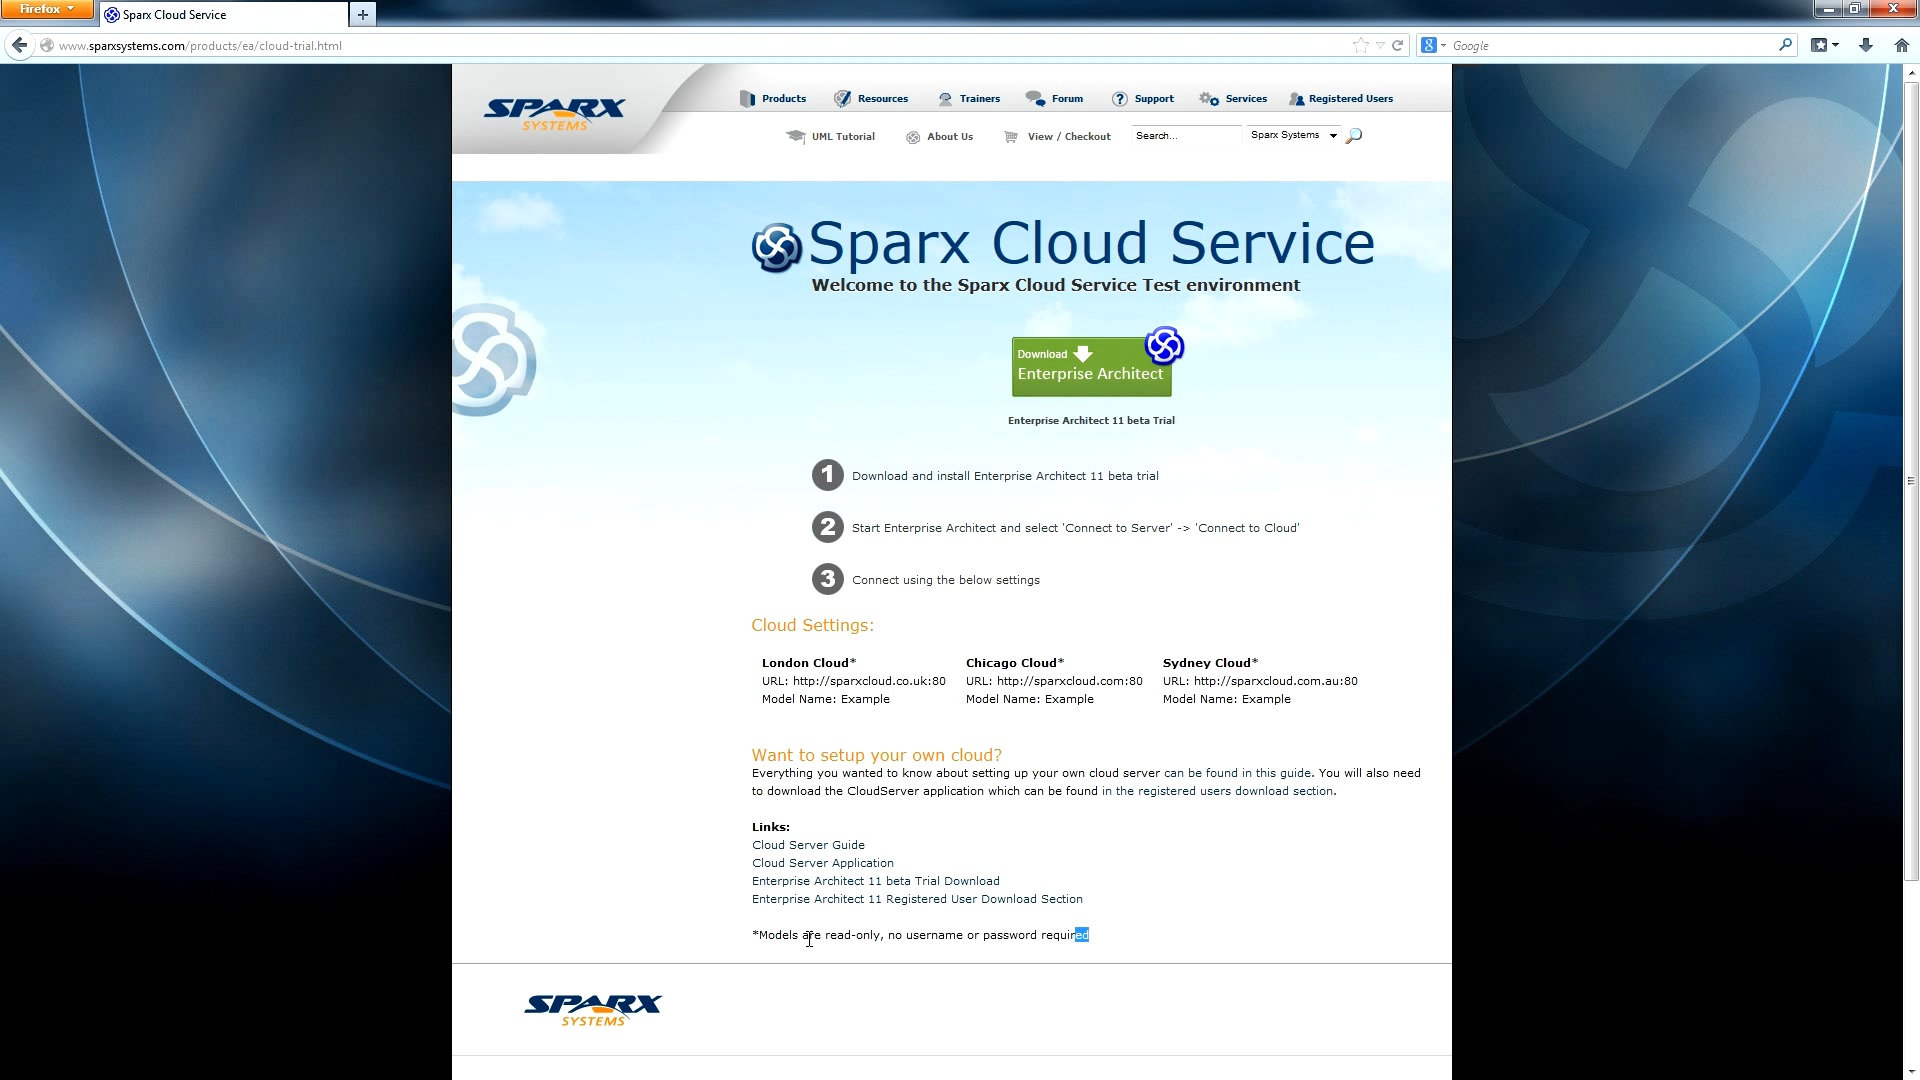 Firefox
Sparx Cloud Service
www.sparxsystems.com/products/ea/cloud-trial.html
Google
SPARX
SYSTEMS
Products
Resources
Trainers
Forum
Support
Services
Registered Users
UML Tutorial
About Us
View / Checkout
Search...
Sparx Systems
Sparx Cloud Service
Welcome to the Sparx Cloud Service Test environment
Download
Enterprise Architect
Enterprise Architect 11 beta Trial
1 Download and install Enterprise Architect 11 beta trial
2 Start Enterprise Architect and select 'Connect to Server' -> 'Connect to Cloud'
3 Connect using the below settings
Cloud Settings:
London Cloud*
URL: http://sparxcloud.co.uk:80
Model Name: Example
Chicago Cloud*
URL: http://sparxcloud.com:80
Model Name: Example
Sydney Cloud*
URL: http://sparxcloud.com.au:80
Model Name: Example
Want to setup your own cloud?
Everything you wanted to know about setting up your own cloud server can be found in this guide. You will also need
to download the CloudServer application which can be found in the registered users download section.
Links:
Cloud Server Guide
Cloud Server Application
Enterprise Architect 11 beta Trial Download
Enterprise Architect 11 Registered User Download Section
*Models are read-only, no username or password required
SPARX
SYSTEMS